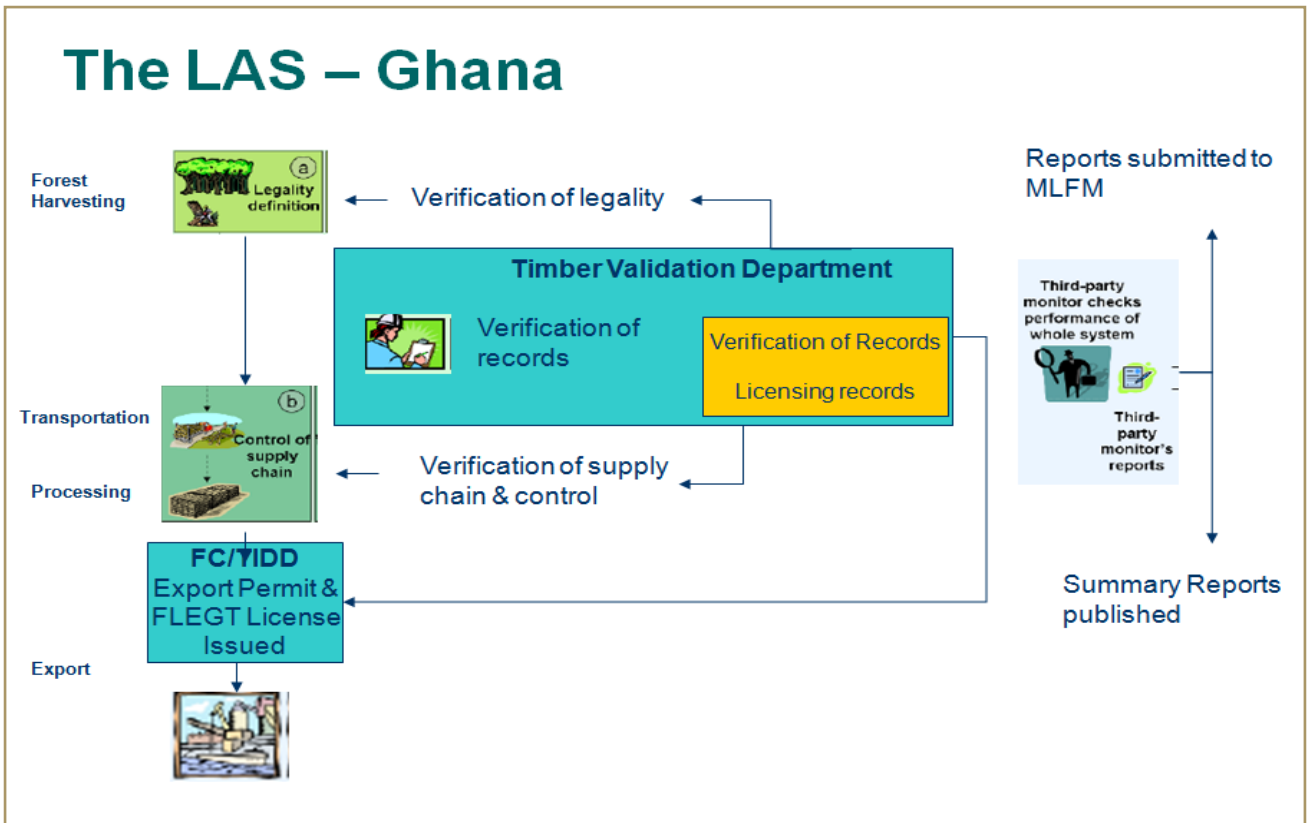 The LAS – Ghana
Forest
Harvesting
a
Legality
definition
Verification of legality
Reports submitted to
MLFM
Timber Validation Department
Verification of
records
Verification of Records
Licensing records
Third-party
monitor checks
performance of
whole system
Third-
party
monitor's
reports
Transportation
b
Control of
supply
chain
Processing
Verification of supply
chain & control
FC/TIDD
Export Permit &
FLEGT License
Issued
Summary Reports
published
Export